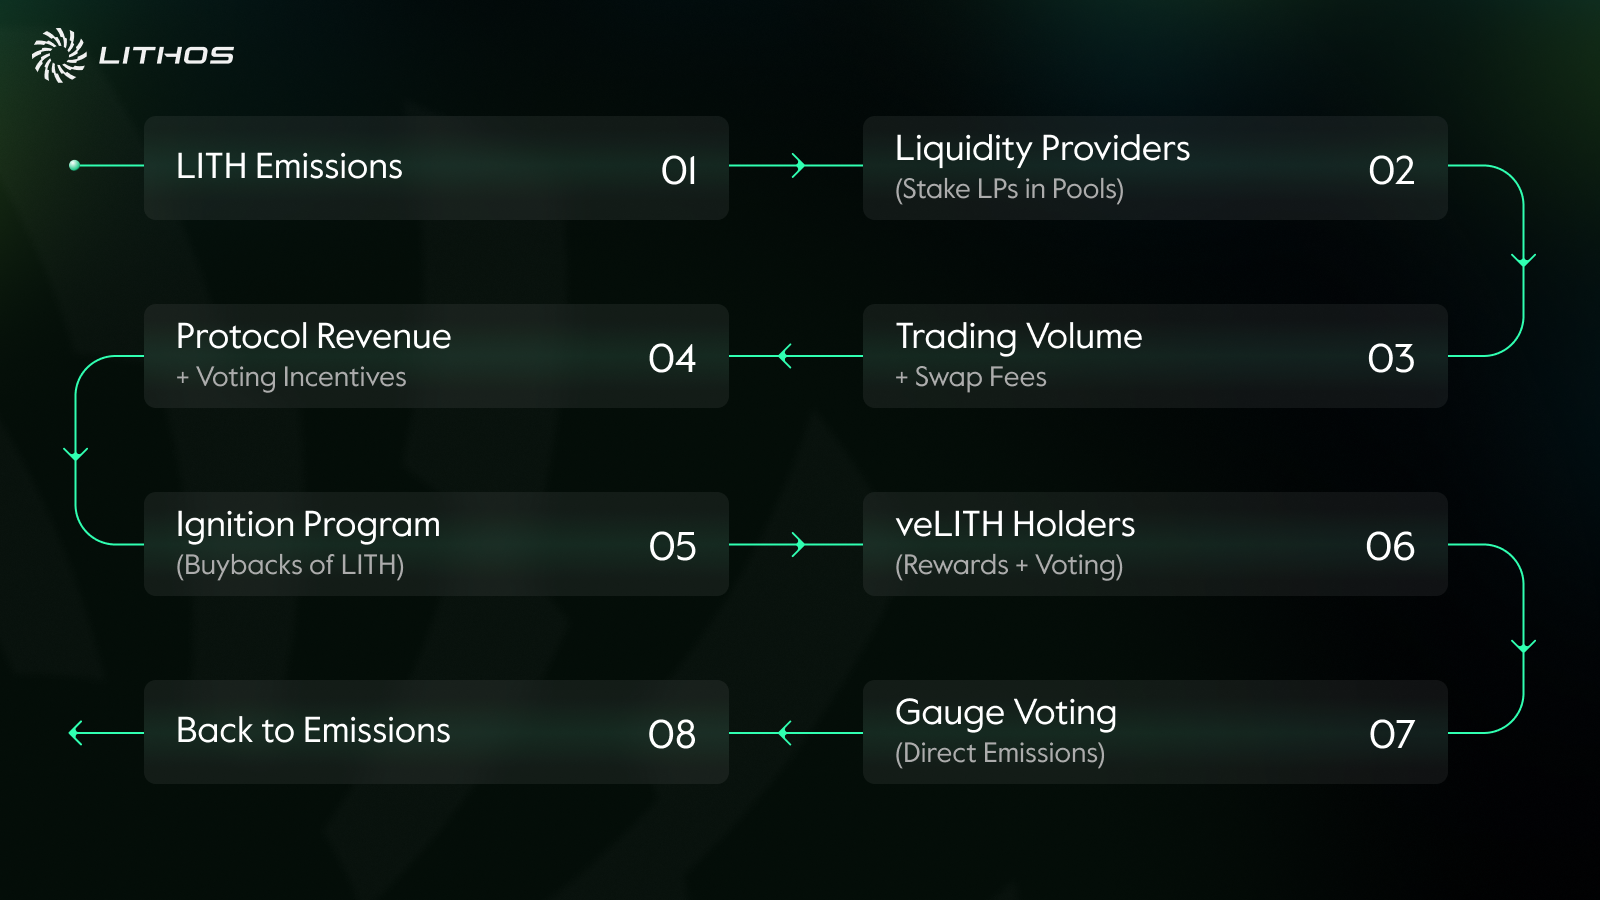 LITHOS
LITH Emissions
01
Liquidity Providers
(Stake LPs in Pools)
02
Trading Volume
+ Swap Fees
03
Protocol Revenue
+ Voting Incentives
04
Ignition Program
(Buybacks of LITH)
05
veLITH Holders
(Rewards + Voting)
06
Gauge Voting
(Direct Emissions)
07
Back to Emissions
08